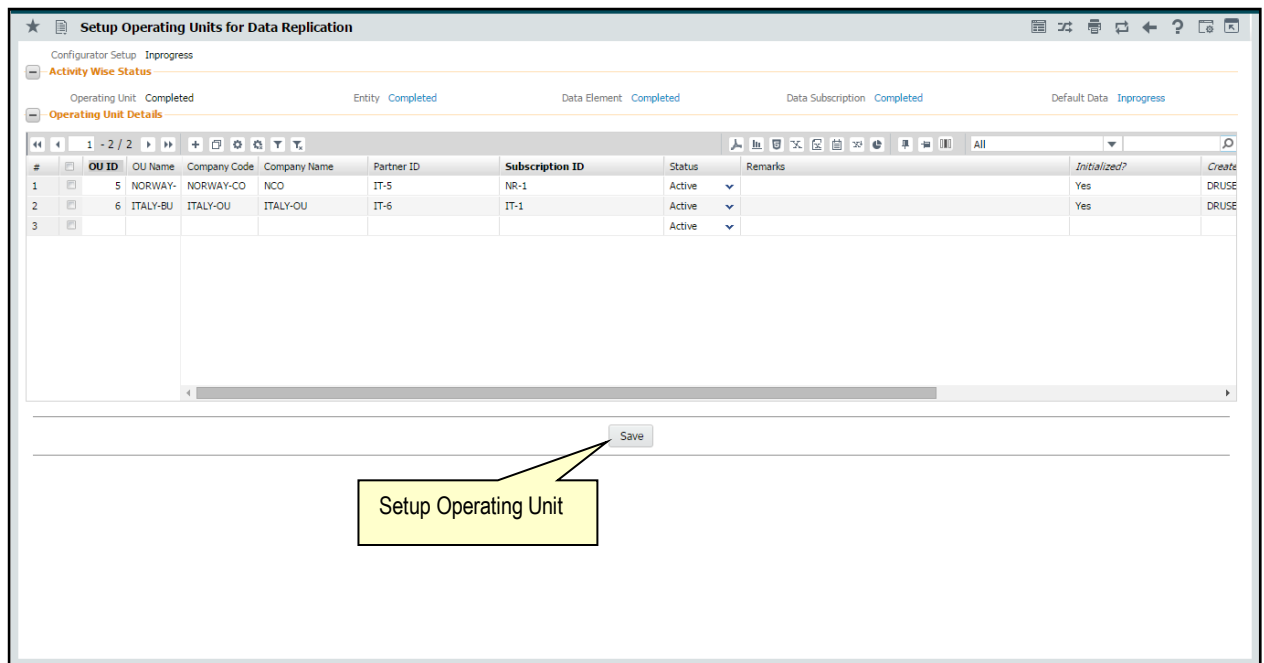 Setup Operating Units for Data Replication
Configurator Setup Inprogress
Activity Wise Status
Operating Unit Completed Entity Completed Data Element Completed Data Subscription Completed Default Data Inprogress
Operating Unit Details
1 - 2 / 2 All
# OU ID OU Name Company Code Company Name Partner ID Subscription ID Status Remarks Initialized? Create
1 5 NORWAY- NORWAY-CO NCO IT-5 NR-1 Active Yes DRUSE
2 6 ITALY-BU ITALY-OU ITALY-OU IT-6 IT-1 Active Yes DRUSE
3 Active
Save
Setup Operating Unit